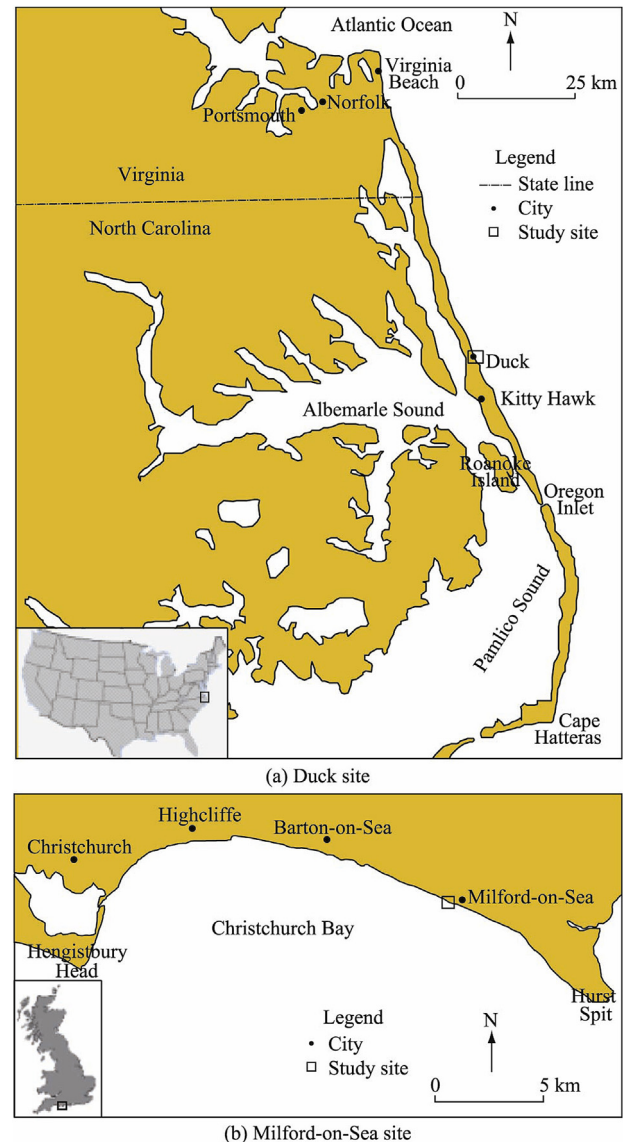 Atlantic Ocean
N
Virginia
Beach
0 25 km
Norfolk
Portsmouth
Legend
State line
City
Study site
Virginia
North Carolina
Duck
Kitty Hawk
Albemarle Sound
Roanoke
Island
Oregon
Inlet
Pamlico Sound
Cape
Hatteras
(a) Duck site
Highcliffe
Barton-on-Sea
Christchurch
Milford-on-Sea
Christchurch Bay
Hengistbury
Head
Hurst
Spit
Legend
City
Study site
N
0 5 km
(b) Milford-on-Sea site